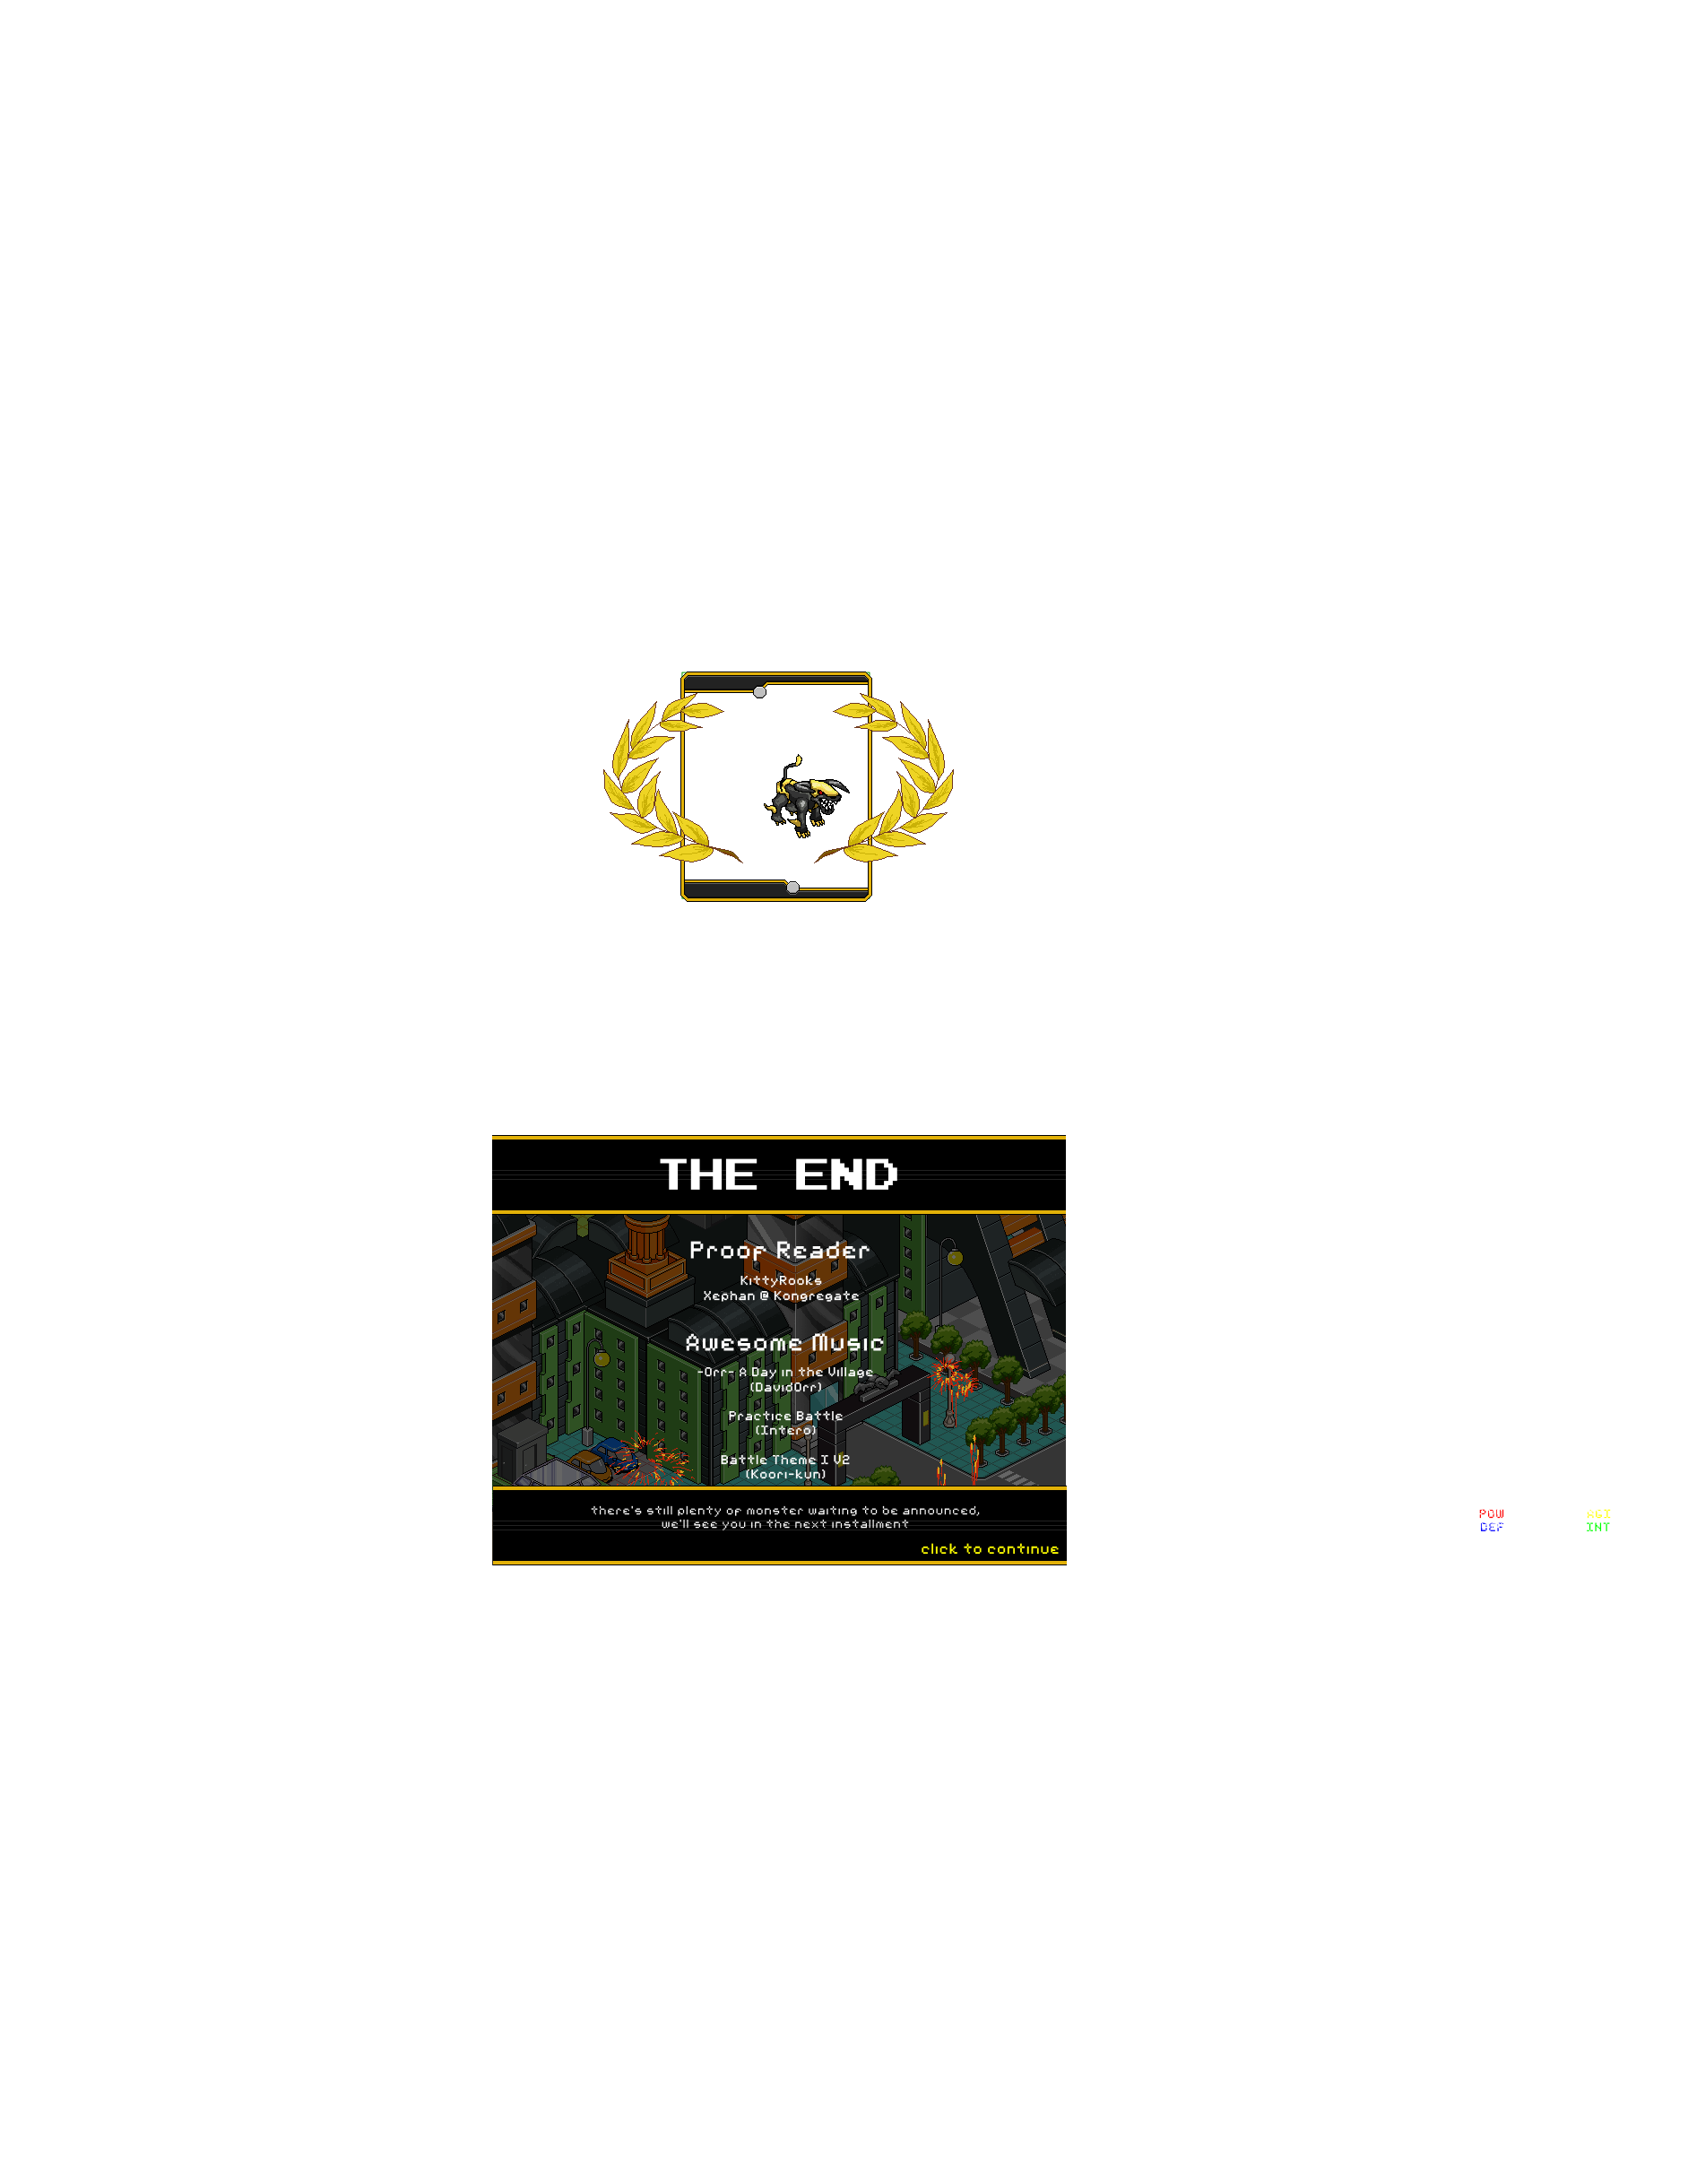 THE END
Proof Reader
KittyRooks
Xephan @ Kongregate
Awesome Music
-Orr- A Day in the Village
(DavidOrr)
Practice Battle
(Intero)
Battle Theme I V2
(Koori-kun)
there's still plenty of monster waiting to be announced,
we'll see you in the next installment
click to continue
POW AGI
DEF INT